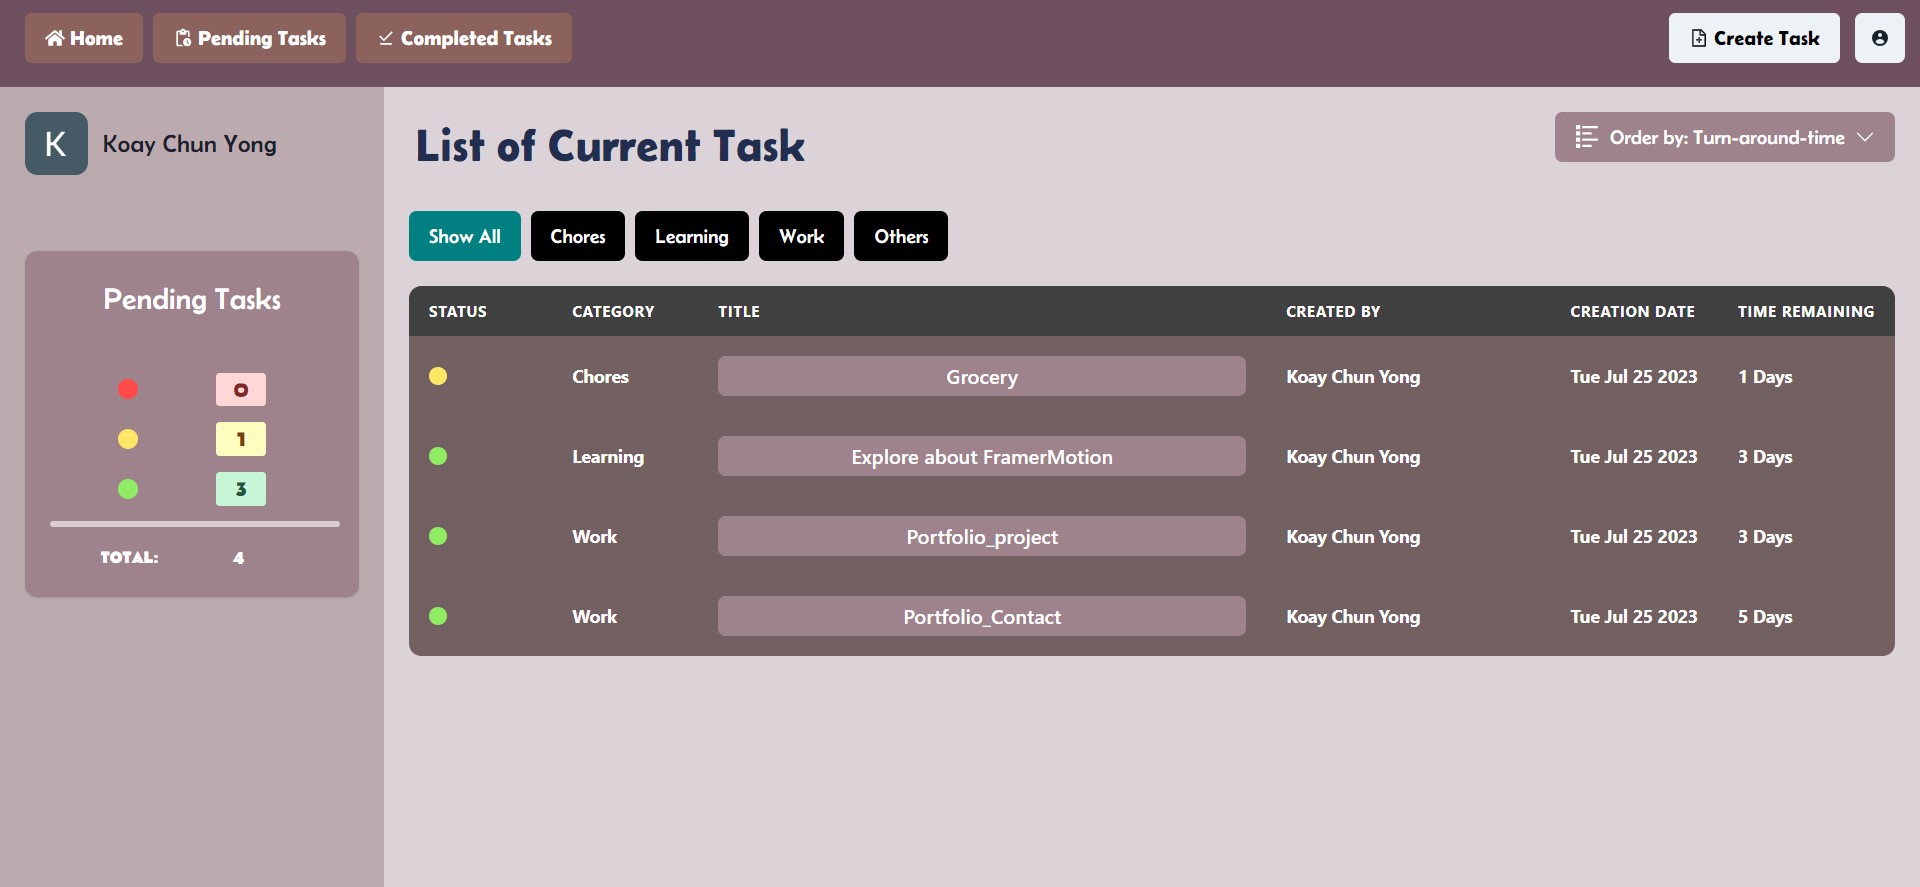 Home Pending Tasks Completed Tasks Create Task
K Koay Chun Yong
Pending Tasks
0
1
3
TOTAL: 4
List of Current Task
Order by: Turn-around-time
Show All Chores Learning Work Others
STATUS CATEGORY TITLE CREATED BY CREATION DATE TIME REMAINING
Chores Grocery Koay Chun Yong Tue Jul 25 2023 1 Days
Learning Explore about FramerMotion Koay Chun Yong Tue Jul 25 2023 3 Days
Work Portfolio_project Koay Chun Yong Tue Jul 25 2023 3 Days
Work Portfolio_Contact Koay Chun Yong Tue Jul 25 2023 5 Days